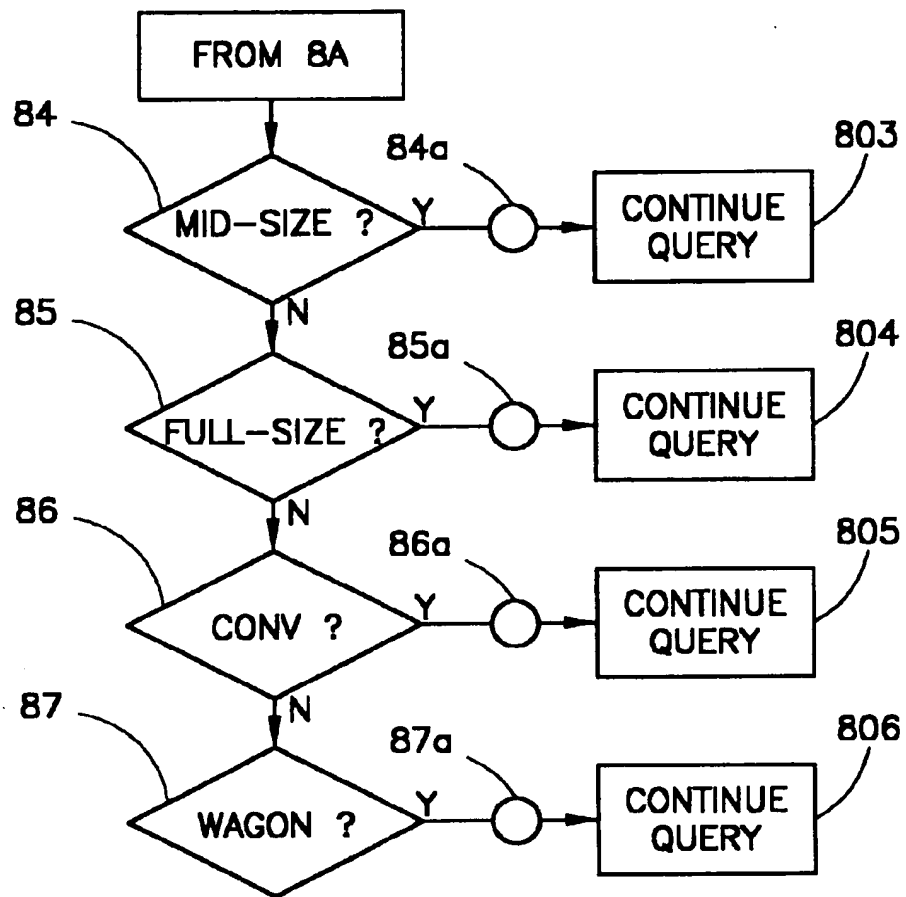 FROM 8A
84
84a
803
MID-SIZE ?
Y
CONTINUE
QUERY
N
85
85a
804
FULL-SIZE ?
Y
CONTINUE
QUERY
N
86
86a
805
CONV ?
Y
CONTINUE
QUERY
N
87
87a
806
WAGON ?
Y
CONTINUE
QUERY